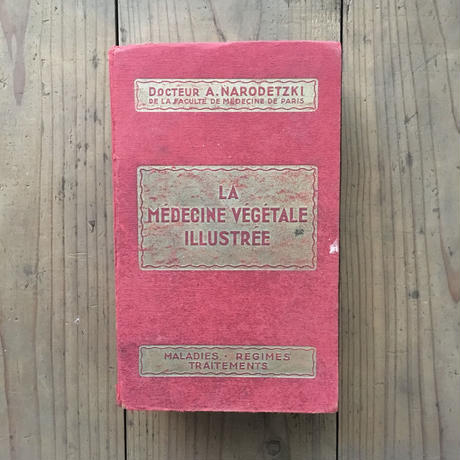 DOCTEUR A. NARODETZKI
DE LA FACULTÉ DE MÉDECINE DE PARIS
LA
MÉDECINE VÉGÉTALE
ILLUSTRÉE
MALADIES - RÉGIMES
TRAITEMENTS